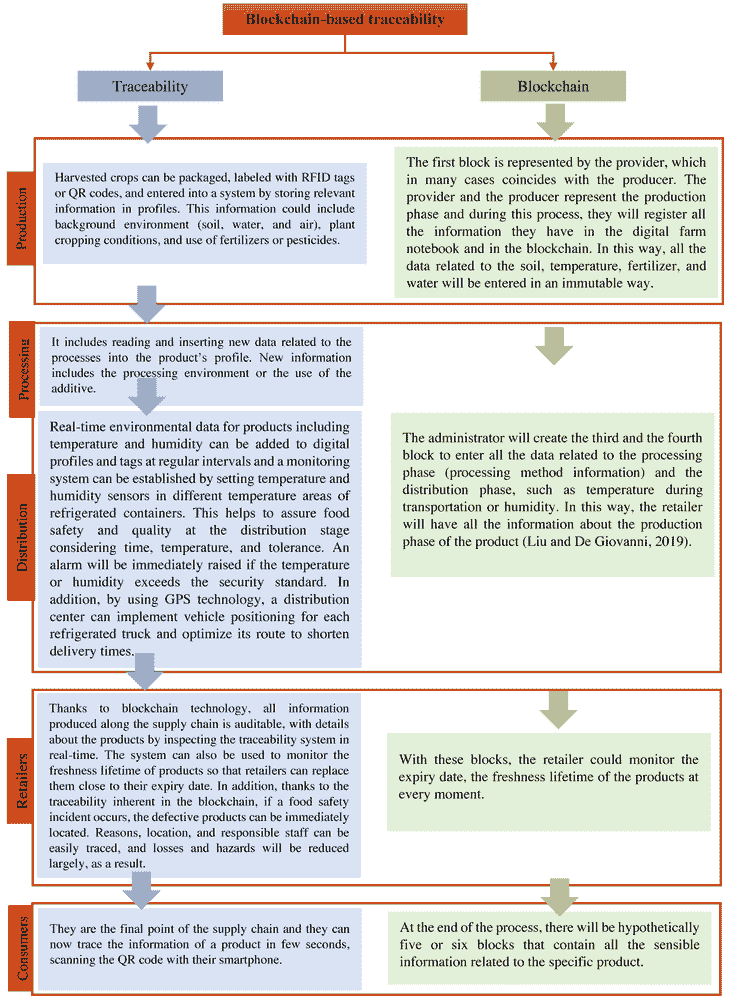 Blockchain-based traceability
Traceability
Blockchain
Production
Harvested crops can be packaged, labeled with RFID tags
or QR codes, and entered into a system by storing relevant
information in profiles. This information could include
background environment (soil, water, and air), plant
cropping conditions, and use of fertilizers or pesticides.
The first block is represented by the provider, which
in many cases coincides with the producer. The
provider and the producer represent the production
phase and during this process, they will register all
the information they have in the digital farm
notebook and in the blockchain. In this way, all the
data related to the soil, temperature, fertilizer, and
water will be entered in an immutable way.
Processing
It includes reading and inserting new data related to the
processes into the product's profile. New information
includes the processing environment or the use of the
additive.
Distribution
Real-time environmental data for products including
temperature and humidity can be added to digital
profiles and tags at regular intervals and a monitoring
system can be established by setting temperature and
humidity sensors in different temperature areas of
refrigerated containers. This helps to assure food
safety and quality at the distribution stage
considering time, temperature, and tolerance. An
alarm will be immediately raised if the temperature
or humidity exceeds the security standard. In
addition, by using GPS technology, a distribution
center can implement vehicle positioning for each
refrigerated truck and optimize its route to shorten
delivery times.
The administrator will create the third and the fourth
block to enter all the data related to the processing
phase (processing method information) and the
distribution phase, such as temperature during
transportation or humidity. In this way, the retailer
will have all the information about the production
phase of the product (Liu and De Giovanni, 2019).
Retailers
Thanks to blockchain technology, all information
produced along the supply chain is auditable, with details
about the products by inspecting the traceability system in
real-time. The system can also be used to monitor the
freshness lifetime of products so that retailers can replace
them close to their expiry date. In addition, thanks to the
traceability inherent in the blockchain, if a food safety
incident occurs, the defective products can be immediately
located. Reasons, location, and responsible staff can be
easily traced, and losses and hazards will be reduced
largely, as a result.
With these blocks, the retailer could monitor the
expiry date, the freshness lifetime of the products at
every moment.
Consumers
They are the final point of the supply chain and they can
now trace the information of a product in few seconds,
scanning the QR code with their smartphone.
At the end of the process, there will be hypothetically
five or six blocks that contain all the sensible
information related to the specific product.